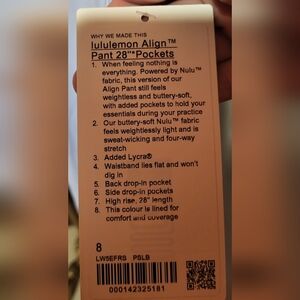 WHY WE MADE THIS
lululemon Align™
Pant 28"*Pockets
1. When feeling nothing is
everything. Powered by Nulu™
fabric, this version of our
Align Pant still feels
weightless and buttery-soft,
with added pockets to hold your
essentials during your practice
2. Our buttery-soft Nulu™ fabric
feels weightlessly light and is
sweat-wicking and four-way
stretch
3. Added Lycra®
4. Waistband lies flat and won't
dig in
5. Back drop-in pocket
6. Side drop-in pockets
7. High rise, 28" length
8. This colour is lined for
comfort and coverage
8
LW5EFRS PSLB
000142325181